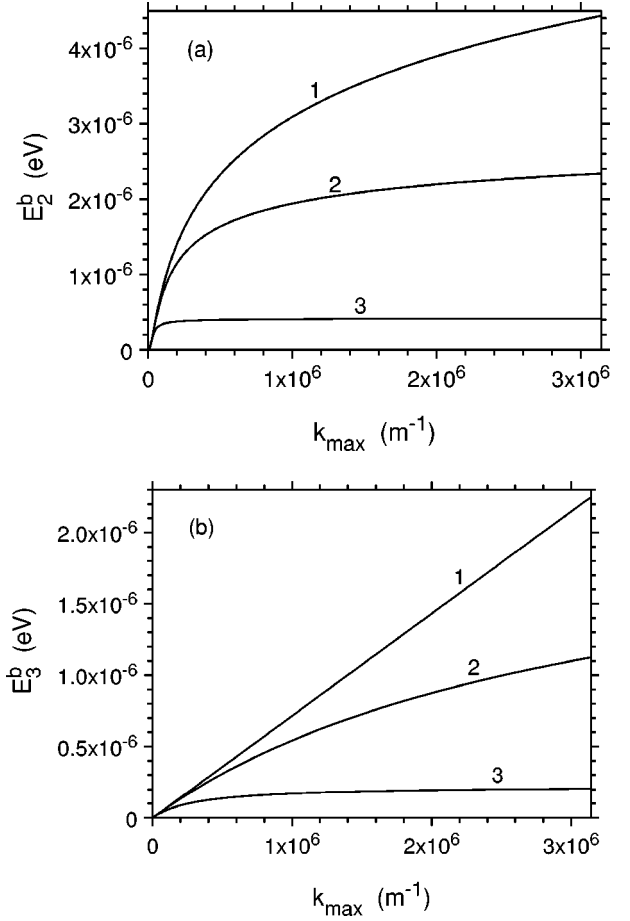 (a)
4x10⁻⁶
3x10⁻⁶
2x10⁻⁶
1x10⁻⁶
0
E₂ᵇ (eV)
1
2
3
0 1x10⁶ 2x10⁶ 3x10⁶
kₘₐₓ (m⁻¹)
(b)
2.0x10⁻⁶
1.5x10⁻⁶
1.0x10⁻⁶
0.5x10⁻⁶
0
E₃ᵇ (eV)
1
2
3
0 1x10⁶ 2x10⁶ 3x10⁶
kₘₐₓ (m⁻¹)